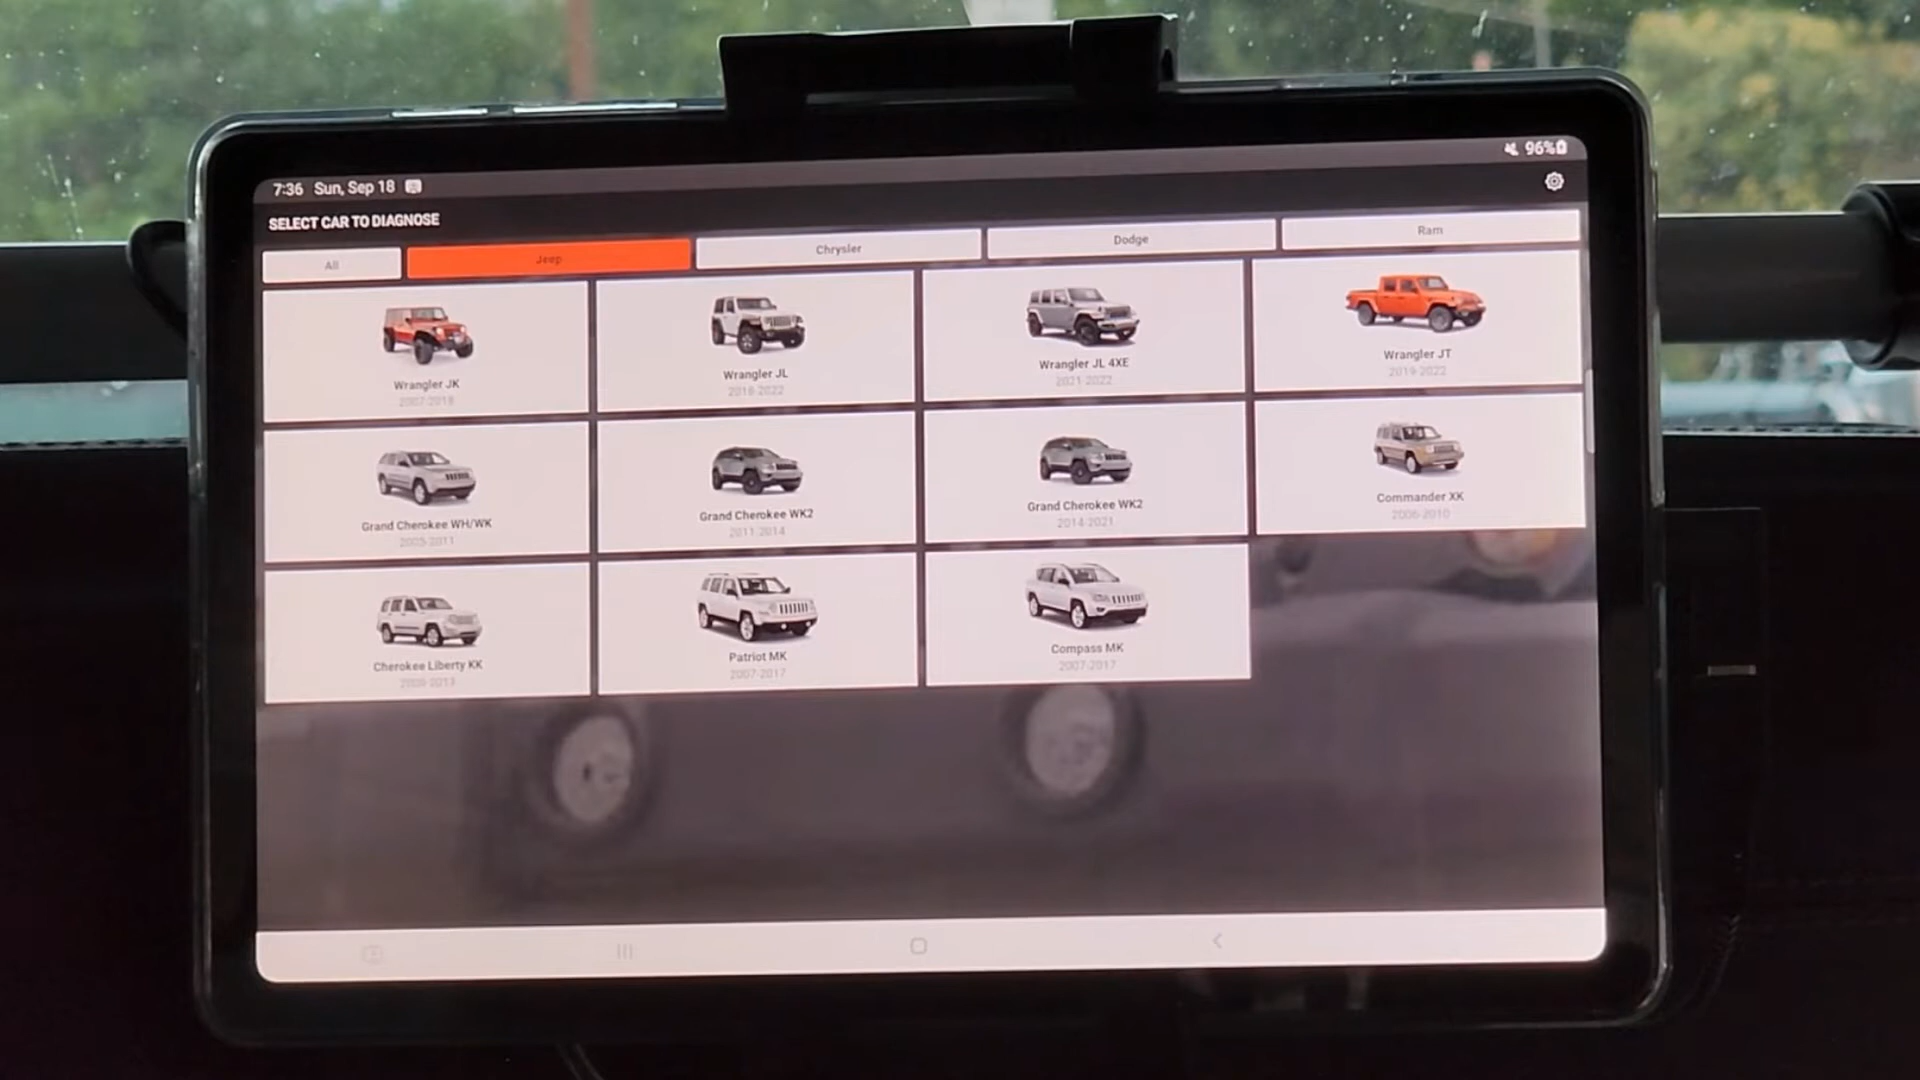 7:36 Sun, Sep 18
96%
SELECT CAR TO DIAGNOSE
All
Jeep
Chrysler
Dodge
Ram
Wrangler JK
2007-2018
Wrangler JL
2018-2022
Wrangler JL 4XE
2021-2022
Wrangler JT
2019-2022
Grand Cherokee WH/WK
2005-2011
Grand Cherokee WK2
2011-2014
Grand Cherokee WK2
2014-2021
Commander XK
2006-2010
Cherokee Liberty KK
2008-2013
Patriot MK
2007-2017
Compass MK
2007-2017